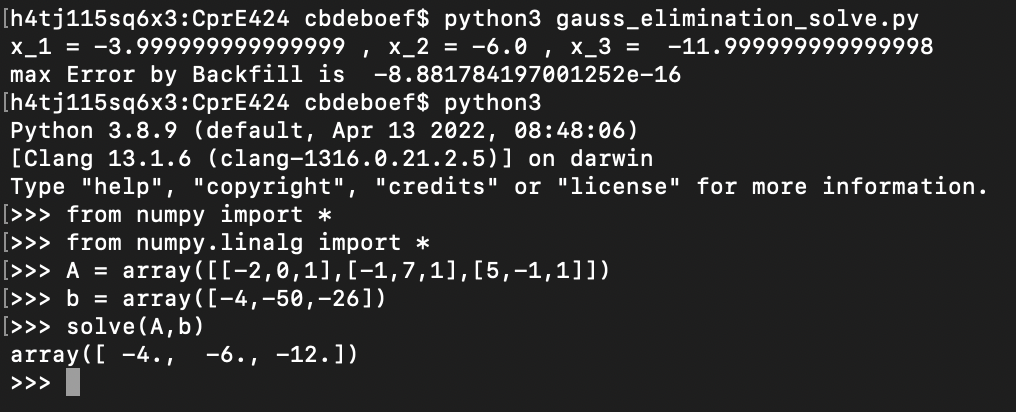 [h4tj115sq6x3:CprE424 cbdeboef$ python3 gauss_elimination_solve.py
x_1 = -3.999999999999999 , x_2 = -6.0 , x_3 =  -11.999999999999998
max Error by Backfill is  -8.881784197001252e-16
[h4tj115sq6x3:CprE424 cbdeboef$ python3
Python 3.8.9 (default, Apr 13 2022, 08:48:06)
[Clang 13.1.6 (clang-1316.0.21.2.5)] on darwin
Type "help", "copyright", "credits" or "license" for more information.
[>>> from numpy import *
[>>> from numpy.linalg import *
[>>> A = array([[-2,0,1],[-1,7,1],[5,-1,1]])
[>>> b = array([-4,-50,-26])
[>>> solve(A,b)
array([ -4.,  -6., -12.])
>>>